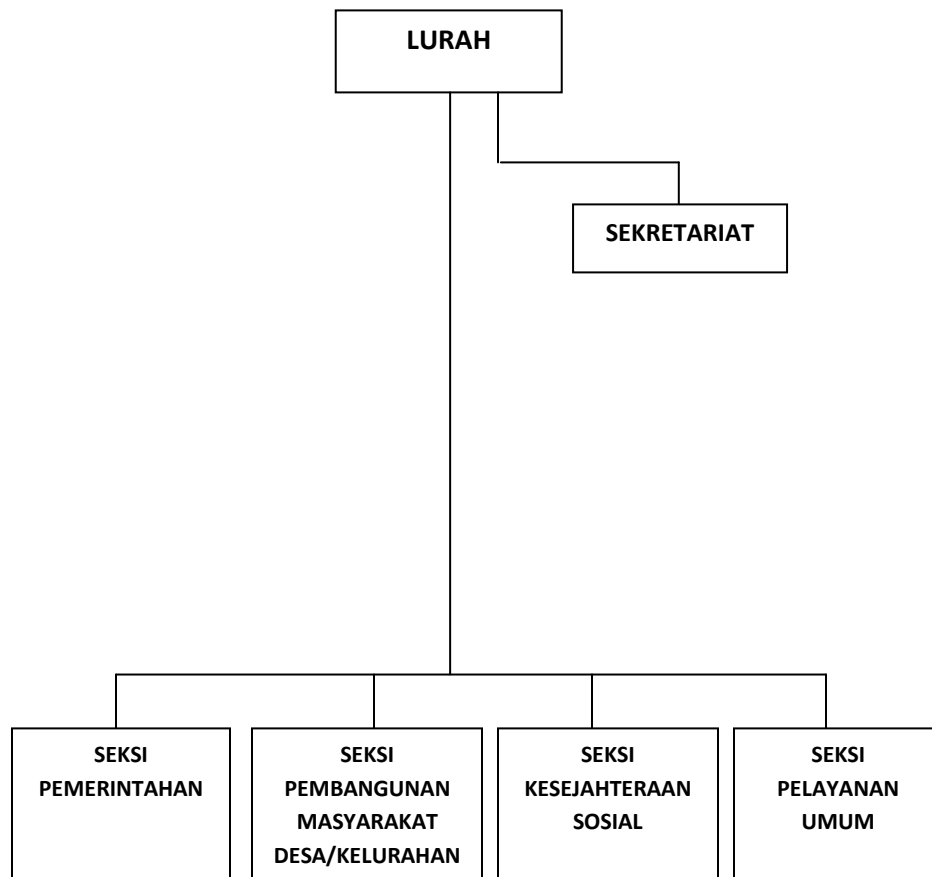 LURAH
SEKRETARIAT
SEKSI
PEMERINTAHAN
SEKSI
PEMBANGUNAN
MASYARAKAT
DESA/KELURAHAN
SEKSI
KESEJAHTERAAN
SOSIAL
SEKSI
PELAYANAN
UMUM